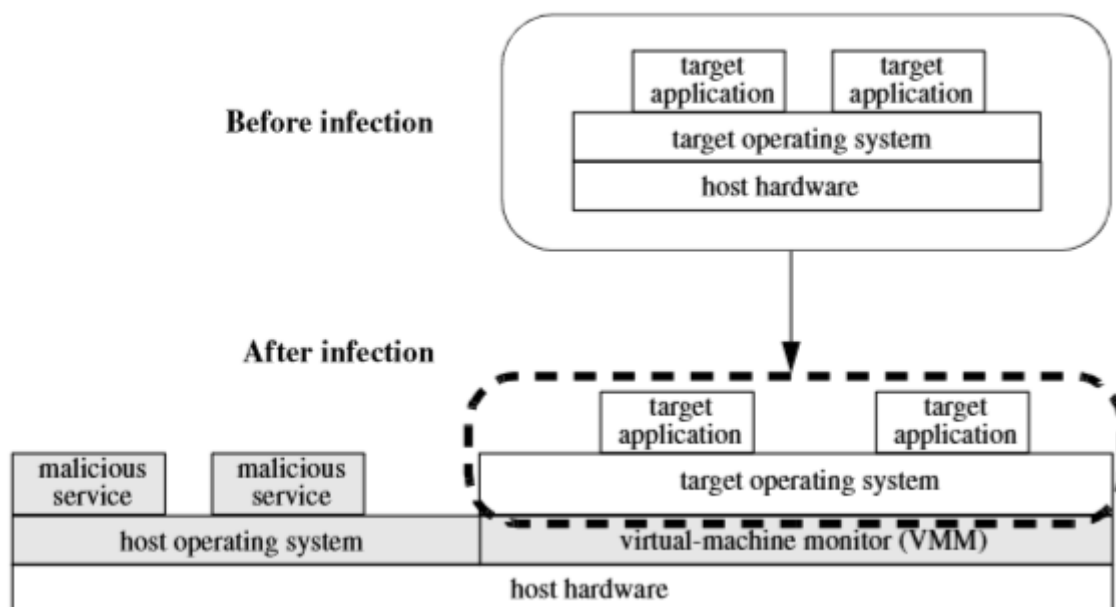 target
application
target
application
Before infection
target operating system
host hardware
After infection
target
application
target
application
malicious
service
malicious
service
target operating system
host operating system
virtual-machine monitor (VMM)
host hardware